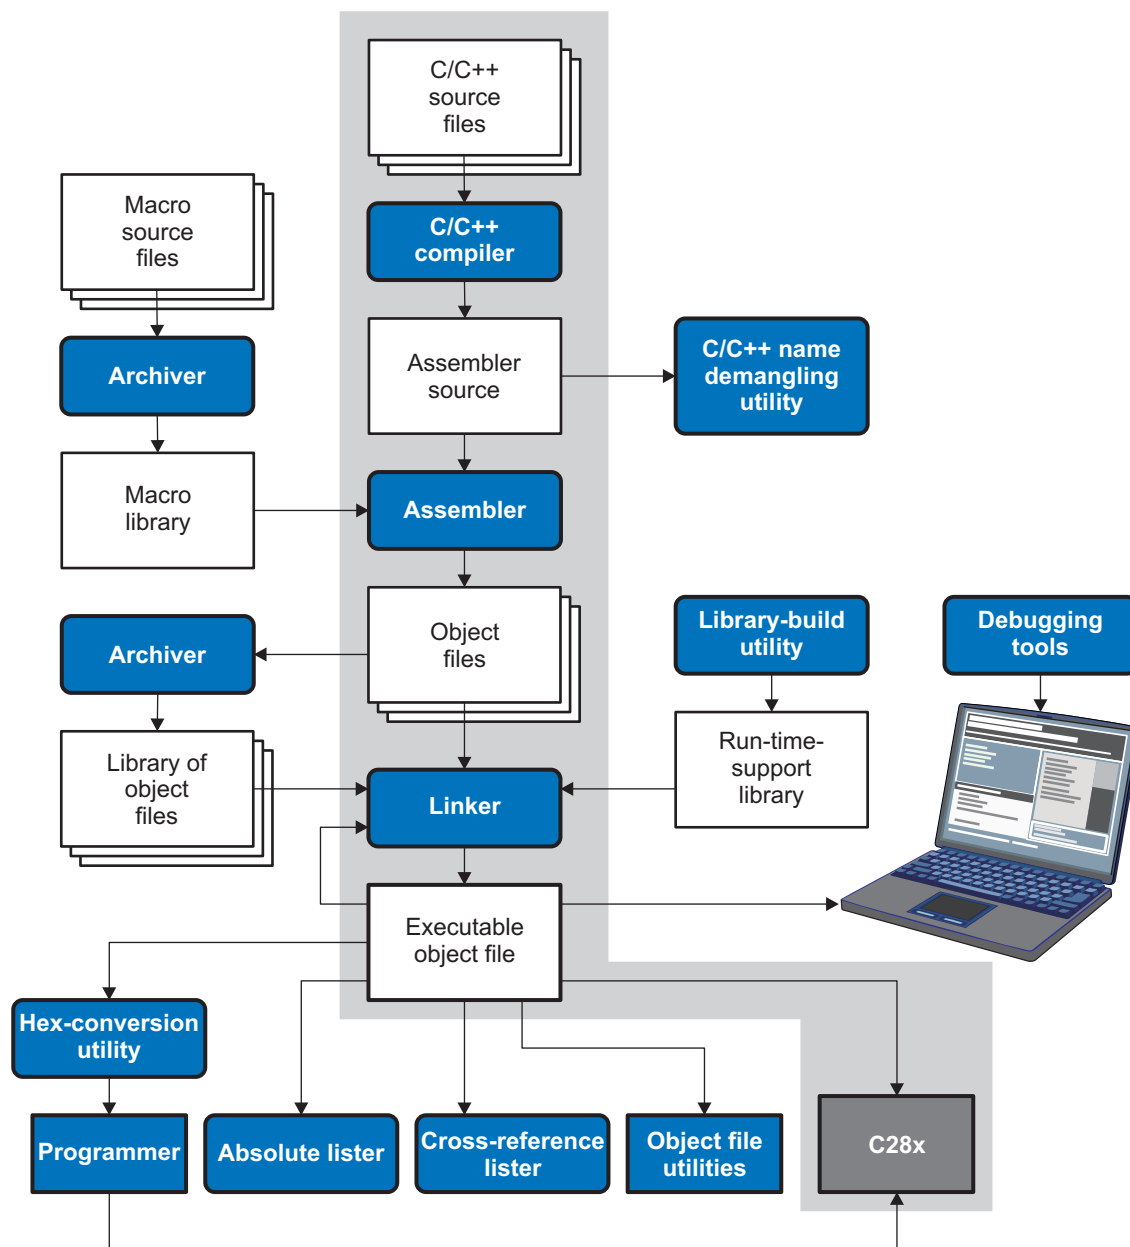 C/C++
source
files
Macro
source
files
C/C++
compiler
Archiver
Assembler
source
C/C++ name
demangling
utility
Macro
library
Assembler
Archiver
Object
files
Library-build
utility
Debugging
tools
Library of
object
files
Linker
Run-time-
support
library
Executable
object file
Hex-conversion
utility
Programmer
Absolute lister
Cross-reference
lister
Object file
utilities
C28x